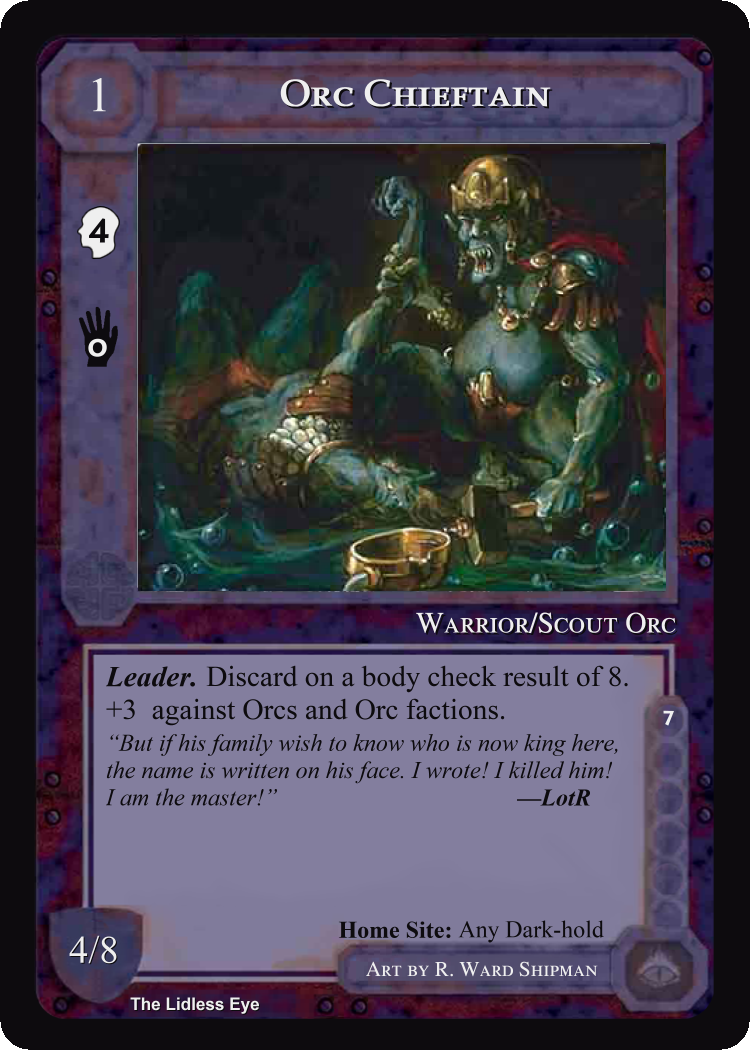 1
Orc Chieftain
4
0
Warrior/Scout Orc
Leader. Discard on a body check result of 8.
+3 against Orcs and Orc factions.
“But if his family wish to know who is now king here,
the name is written on his face. I wrote! I killed him!
I am the master!” —LotR
7
Home Site: Any Dark-hold
4/8
Art by R. Ward Shipman
The Lidless Eye